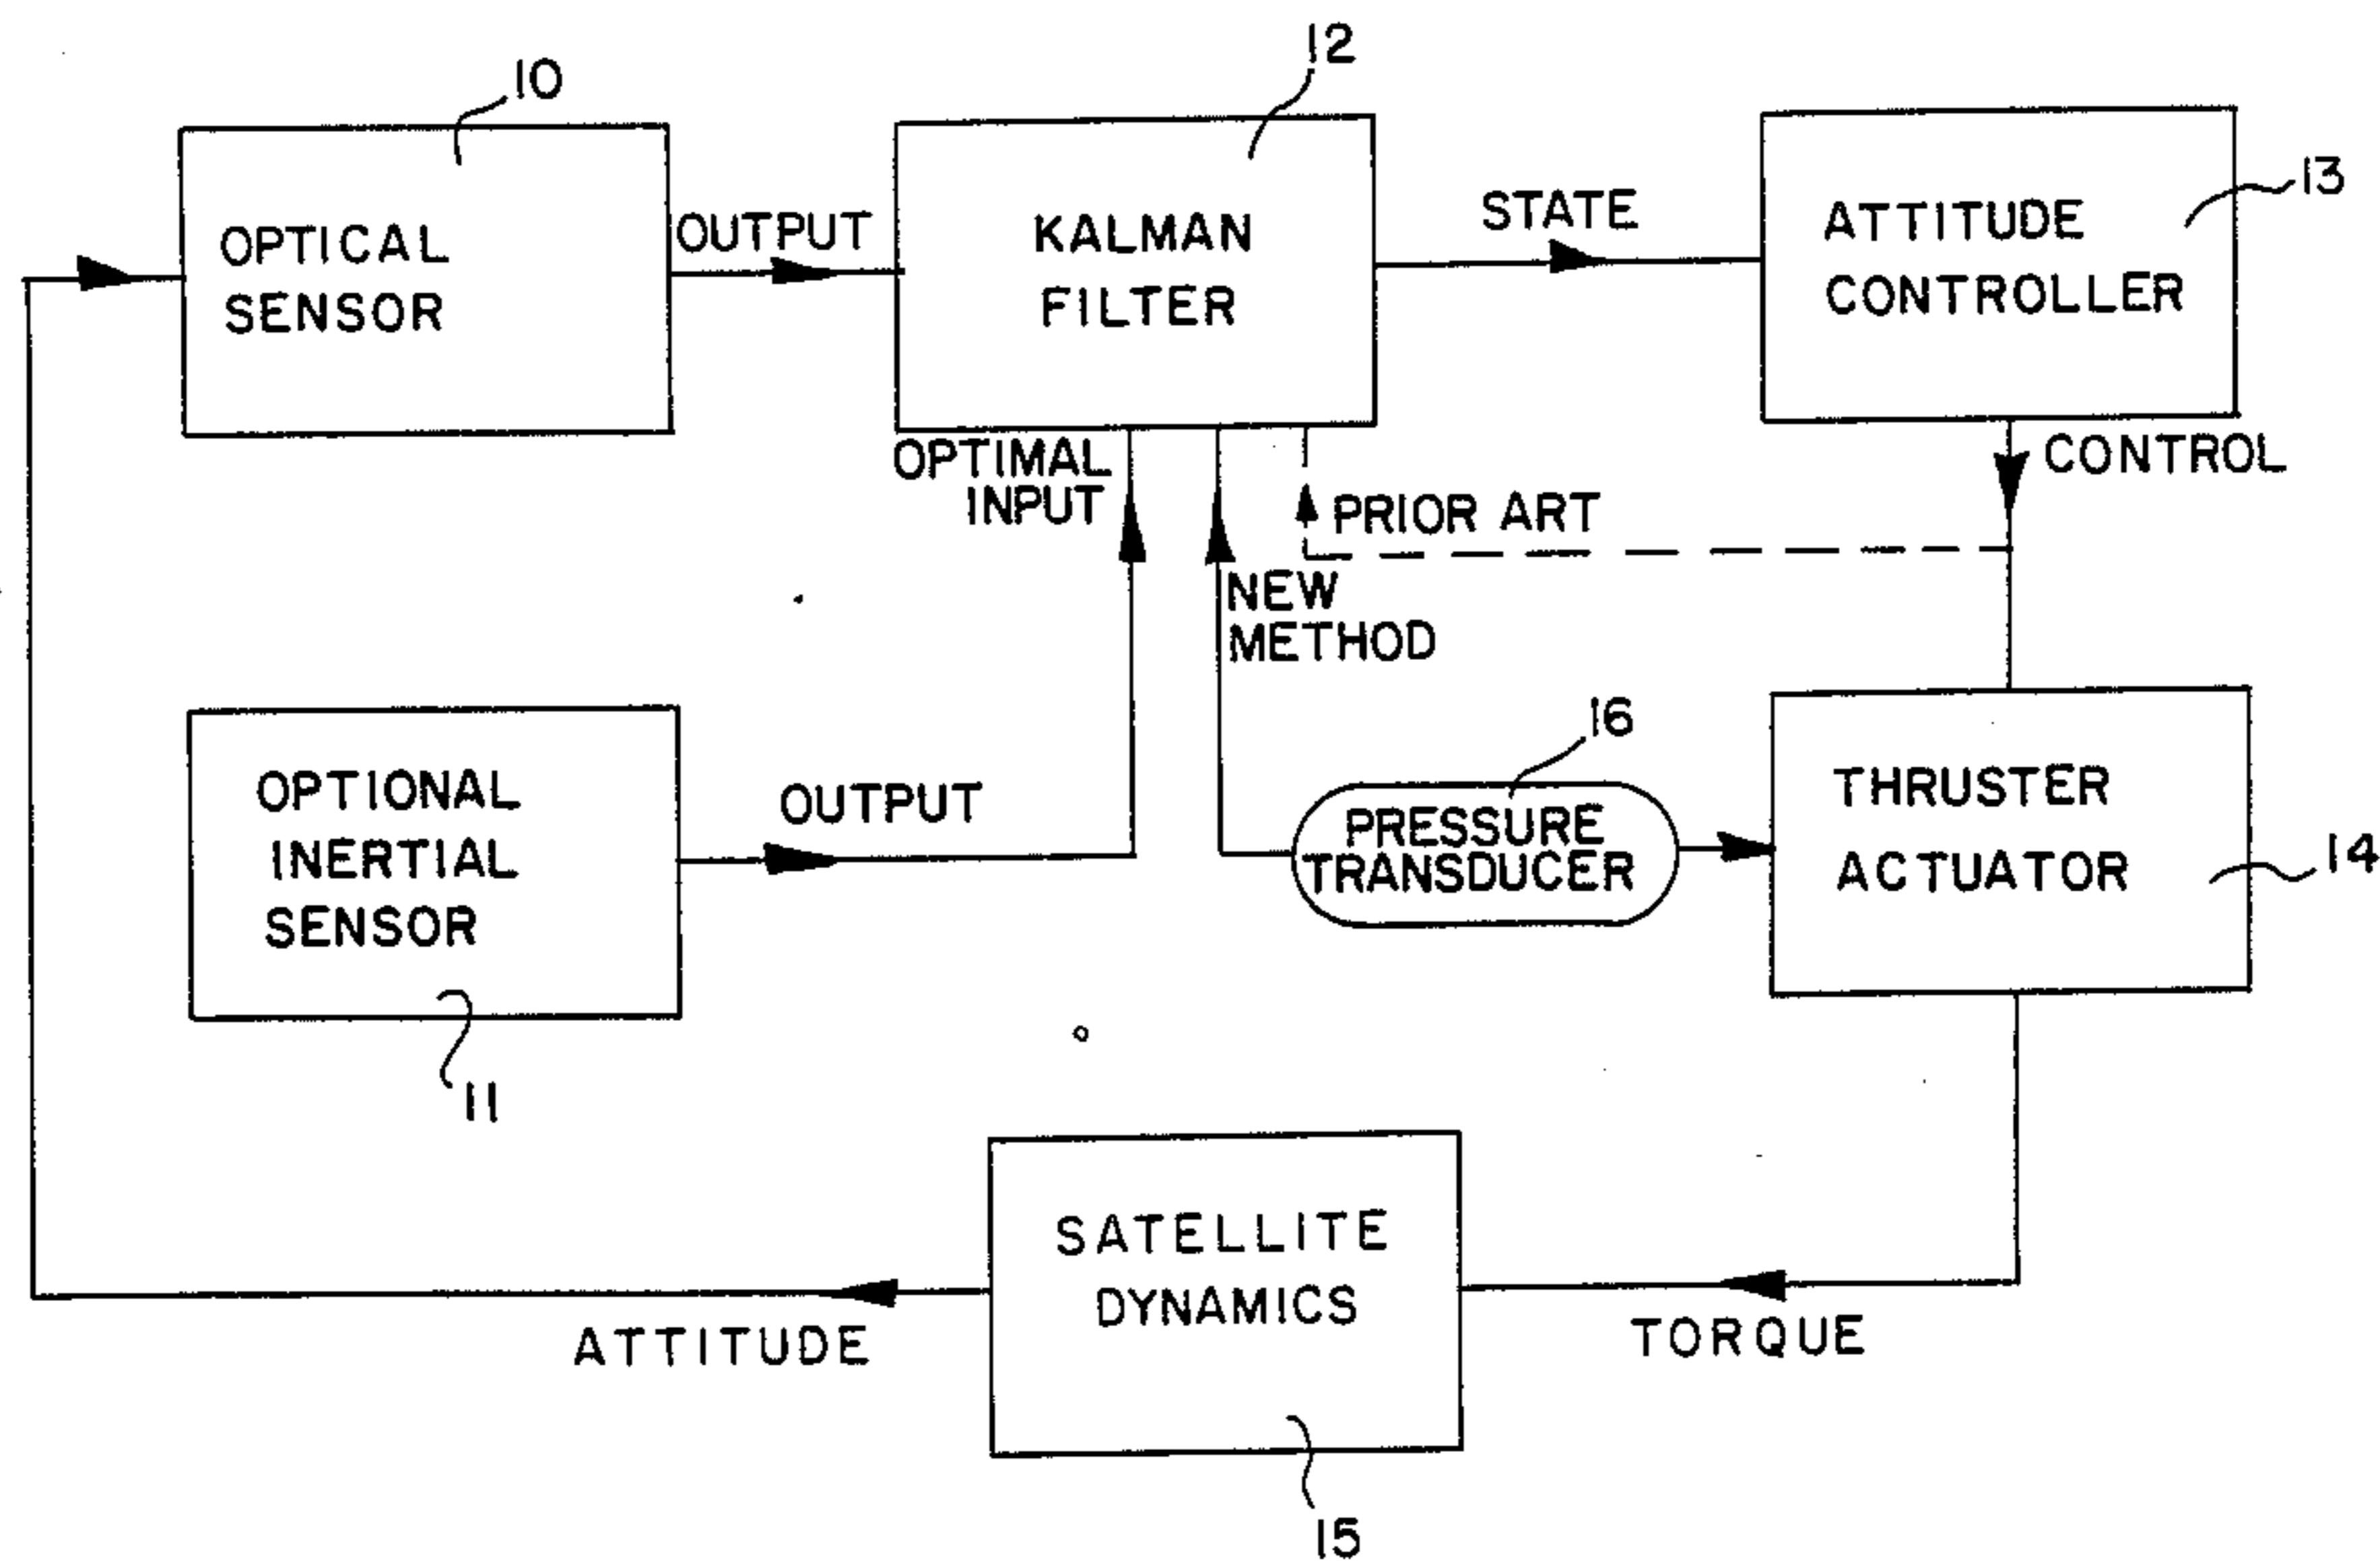 10
12
13
OPTICAL
SENSOR
OUTPUT
KALMAN
FILTER
STATE
ATTITUDE
CONTROLLER
OPTIMAL
INPUT
PRIOR ART
CONTROL
NEW
METHOD
OPTIONAL
INERTIAL
SENSOR
11
OUTPUT
16
PRESSURE
TRANSDUCER
THRUSTER
ACTUATOR
14
SATELLITE
DYNAMICS
15
ATTITUDE
TORQUE